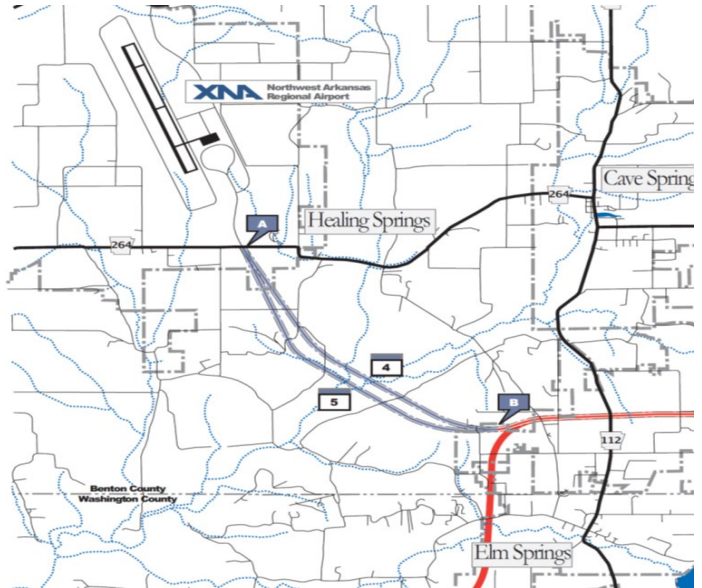 XNA Northwest Arkansas
Regional Airport
264
Cave Spring
A
Healing Springs
264
4
5
B
112
Benton County
Washington County
Elm Springs